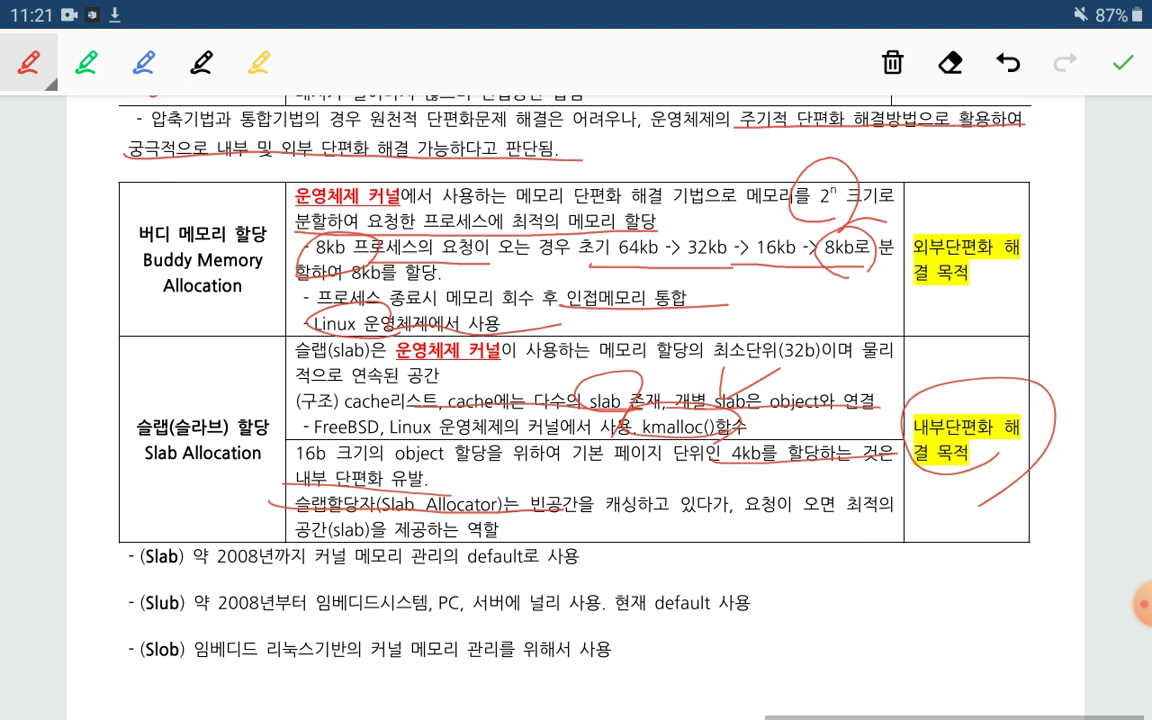 11:21
87%
- 압축기법과 통합기법의 경우 원천적 단편화문제 해결은 어려우나, 운영체제의 주기적 단편화 해결방법으로 활용하여
궁극적으로 내부 및 외부 단편화 해결 가능하다고 판단됨.
버디 메모리 할당
Buddy Memory
Allocation
운영체제 커널에서 사용하는 메모리 단편화 해결 기법으로 메모리를 2ⁿ 크기로
분할하여 요청한 프로세스에 최적의 메모리 할당
- 8kb 프로세스의 요청이 오는 경우 초기 64kb -> 32kb -> 16kb -> 8kb로 분
할하여 8kb를 할당.
- 프로세스 종료시 메모리 회수 후 인접메모리 통합
- Linux 운영체제에서 사용
외부단편화 해
결 목적
슬랩(슬라브) 할당
Slab Allocation
슬랩(slab)은 운영체제 커널이 사용하는 메모리 할당의 최소단위(32b)이며 물리
적으로 연속된 공간
(구조) cache리스트, cache에는 다수의 slab 존재, 개별 slab은 object와 연결
- FreeBSD, Linux 운영체제의 커널에서 사용. kmalloc()함수
16b 크기의 object 할당을 위하여 기본 페이지 단위인 4kb를 할당하는 것은
내부 단편화 유발.
슬랩할당자(Slab Allocator)는 빈공간을 캐싱하고 있다가, 요청이 오면 최적의
공간(slab)을 제공하는 역할
내부단편화 해
결 목적
- (Slab) 약 2008년까지 커널 메모리 관리의 default로 사용
- (Slub) 약 2008년부터 임베디드시스템, PC, 서버에 널리 사용. 현재 default 사용
- (Slob) 임베디드 리눅스기반의 커널 메모리 관리를 위해서 사용